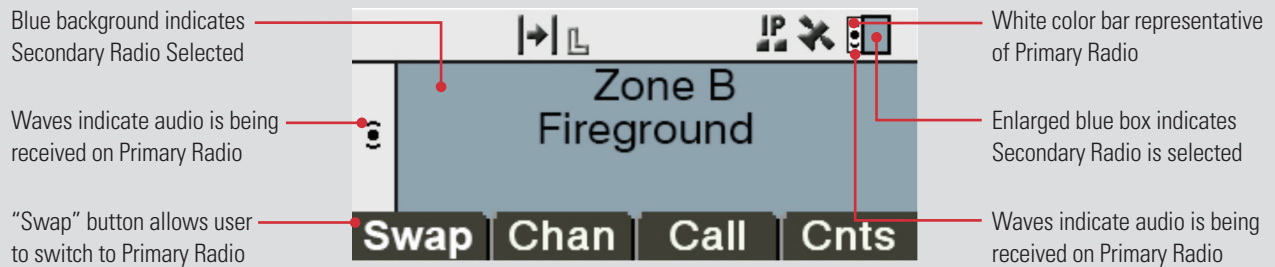 Blue background indicates
Secondary Radio Selected
Waves indicate audio is being
received on Primary Radio
“Swap” button allows user
to switch to Primary Radio
L
IP
Zone B
Fireground
Swap
Chan
Call
Cnts
White color bar representative
of Primary Radio
Enlarged blue box indicates
Secondary Radio is selected
Waves indicate audio is being
received on Primary Radio